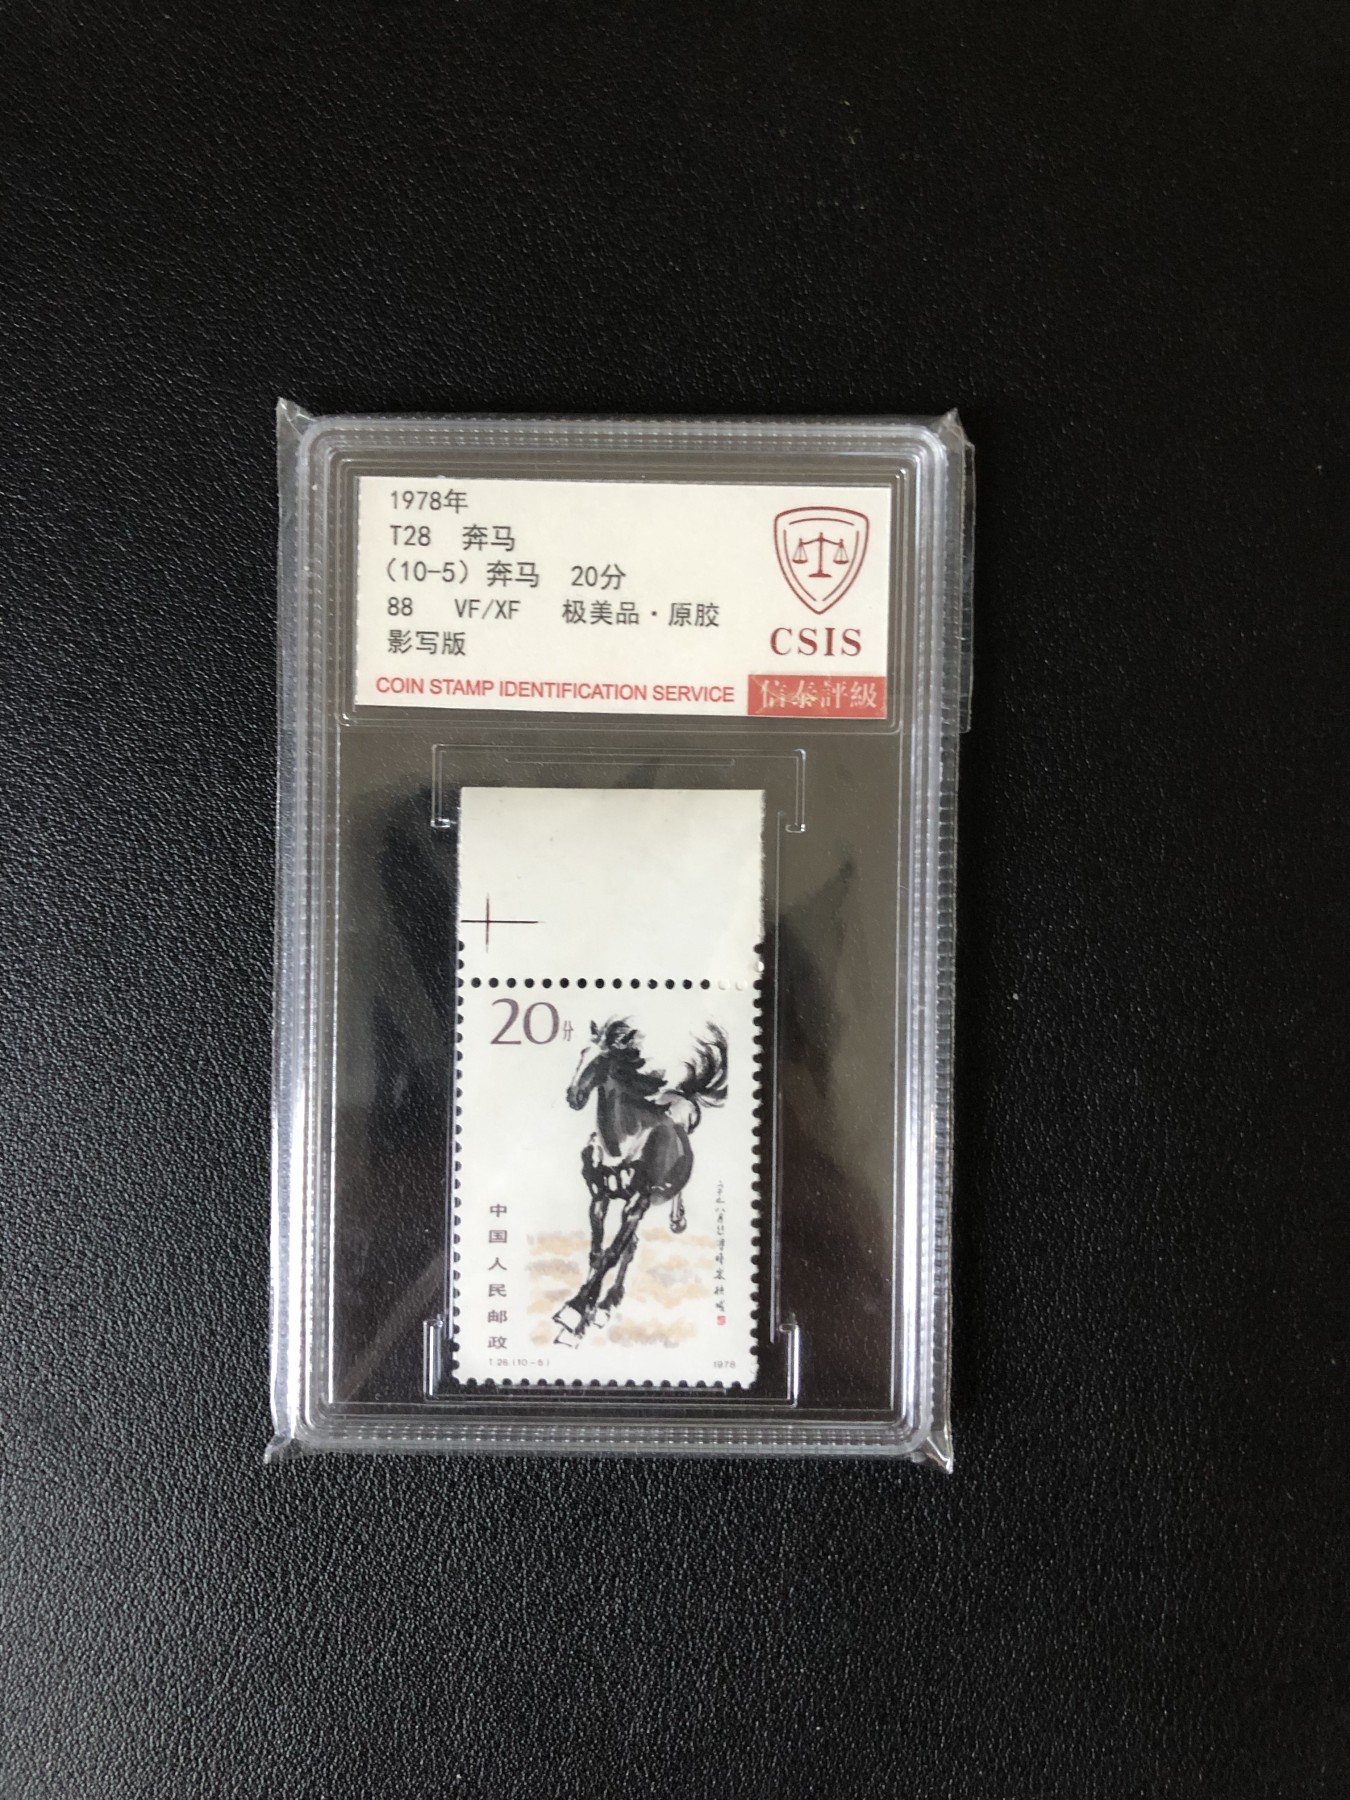 1978年
T28 奔马
(10-5) 奔马 20分
88 VF/XF 极美品·原胶
影写版
CSIS
COIN STAMP IDENTIFICATION SERVICE
信泰評級
20分
中国人民邮政
T28.(10-5)
1978